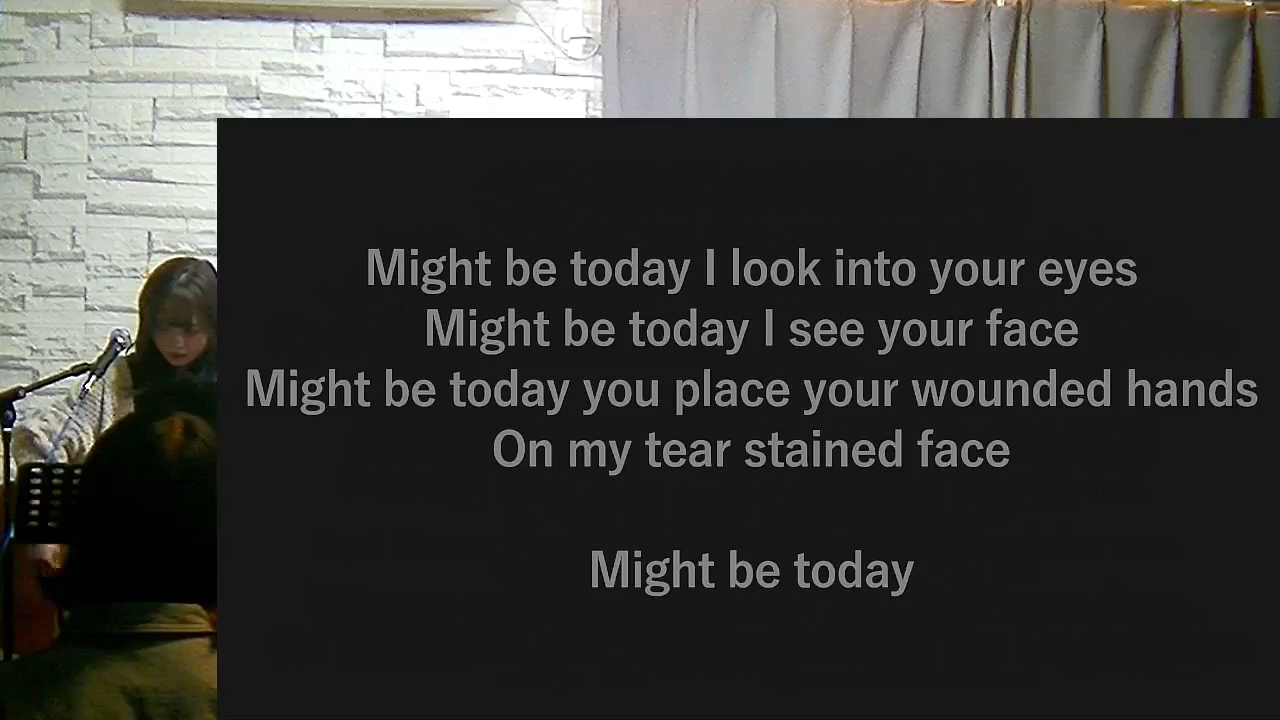 Might be today I look into your eyes
Might be today I see your face
Might be today you place your wounded hands
On my tear stained face
Might be today